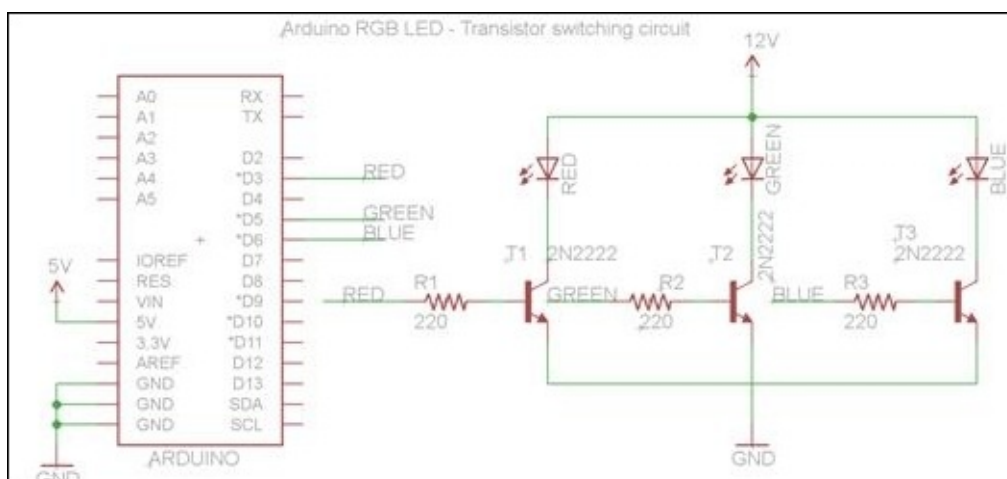 Arduino RGB LED - Transistor switching circuit
12V
A0 RX
A1 TX
A2
A3 D2
A4 *D3 RED
A5 D4
*D5 GREEN
*D6 BLUE
IOREF D7
RES D8
VIN *D9
5V *D10
3.3V *D11
AREF D12
GND D13
GND SDA
GND SCL
ARDUINO
5V
GND
RED
GREEN
BLUE
T1 2N2222
T2 2N2222
T3
2N2222
RED R1
220
GREEN R2
220
BLUE R3
220
GND